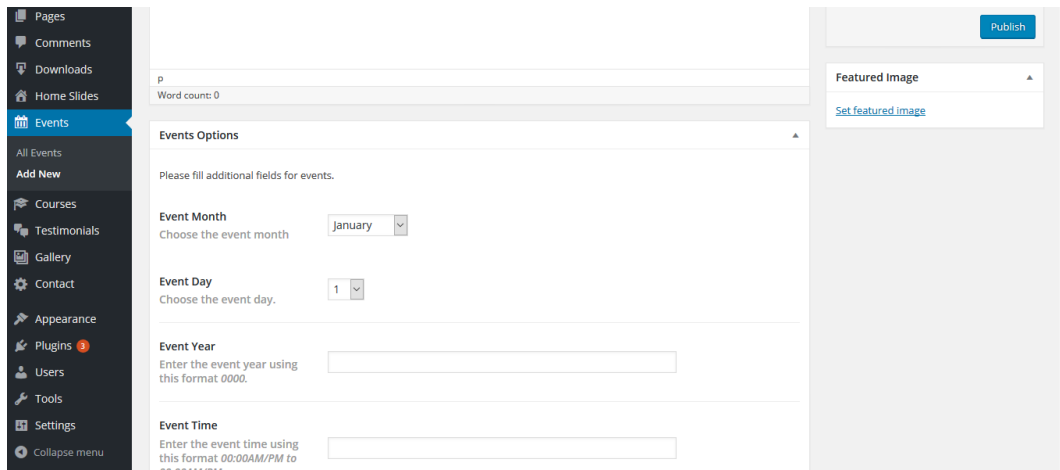 Pages
Comments
Downloads
Home Slides
Events
All Events
Add New
Courses
Testimonials
Gallery
Contact
Appearance
Plugins 3
Users
Tools
Settings
Collapse menu
p
Word count: 0
Events Options
Please fill additional fields for events.
Event Month
Choose the event month
January
Event Day
Choose the event day.
1
Event Year
Enter the event year using
this format 0000.
Event Time
Enter the event time using
this format 00:00AM/PM to
Publish
Featured Image
Set featured image